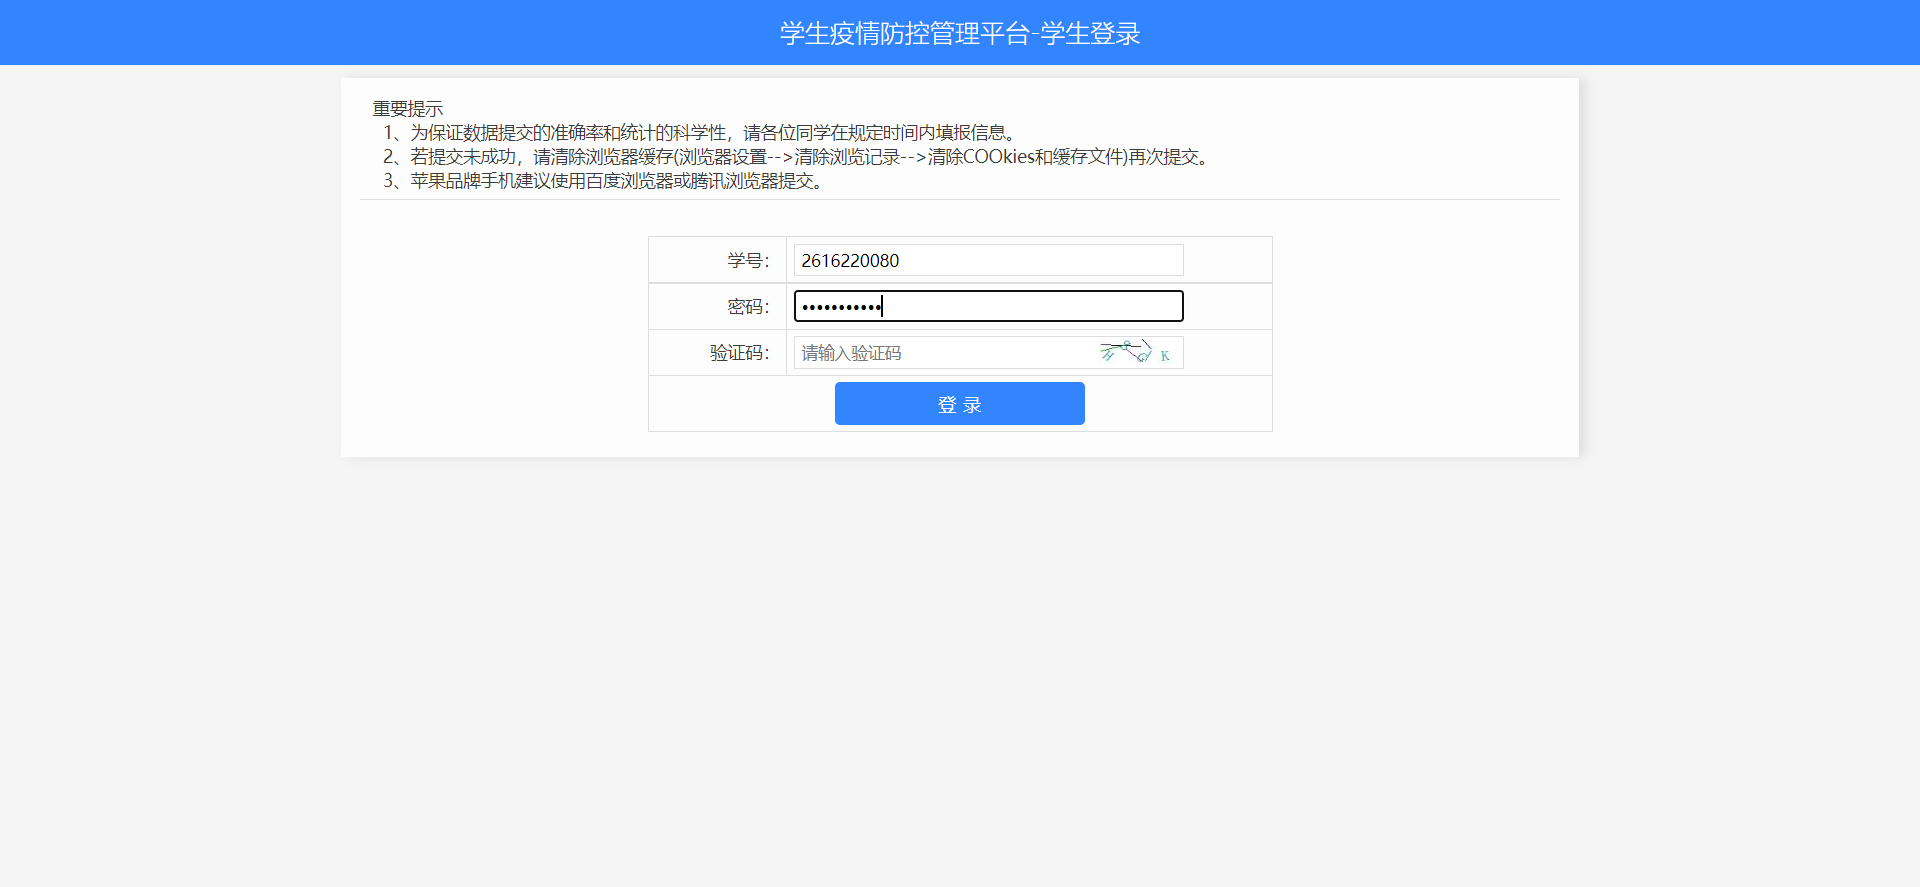 学生疫情防控管理平台-学生登录
重要提示
1、为保证数据提交的准确率和统计的科学性，请各位同学在规定时间内填报信息。
2、若提交未成功，请清除浏览器缓存(浏览器设置-->清除浏览记录-->清除COOkies和缓存文件)再次提交。
3、苹果品牌手机建议使用百度浏览器或腾讯浏览器提交。
学号： 2616220080
密码： •••••••••••
验证码： 请输入验证码
登 录